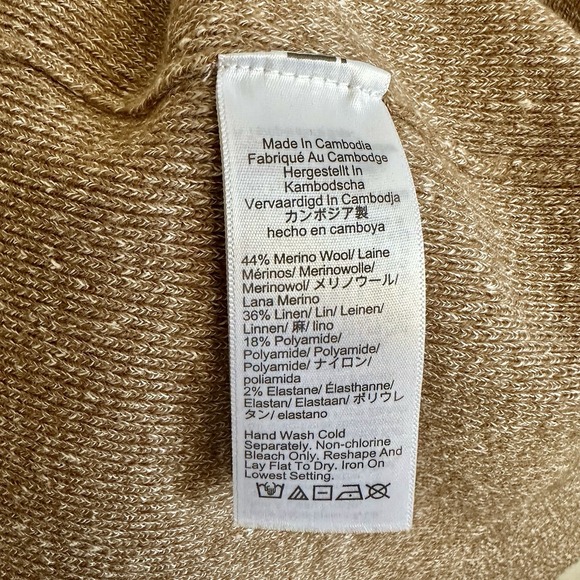 Made In Cambodia
Fabriqué Au Cambodge
Hergestellt In
Kambodscha
Vervaardigd In Cambodja
カンボジア製
hecho en camboya
44% Merino Wool/ Laine
Mérinos/ Merinowolle/
Merinowol/ メリノウール/
Lana Merino
36% Linen/ Lin/ Leinen/
Linnen/ 麻/ lino
18% Polyamide/
Polyamide/ Polyamide/
Polyamide/ ナイロン/
poliamida
2% Elastane/ Élasthanne/
Elastan/ Elastaan/ ポリウレ
タン/ elastano
Hand Wash Cold
Separately. Non-chlorine
Bleach Only. Reshape And
Lay Flat To Dry. Iron On
Lowest Setting.